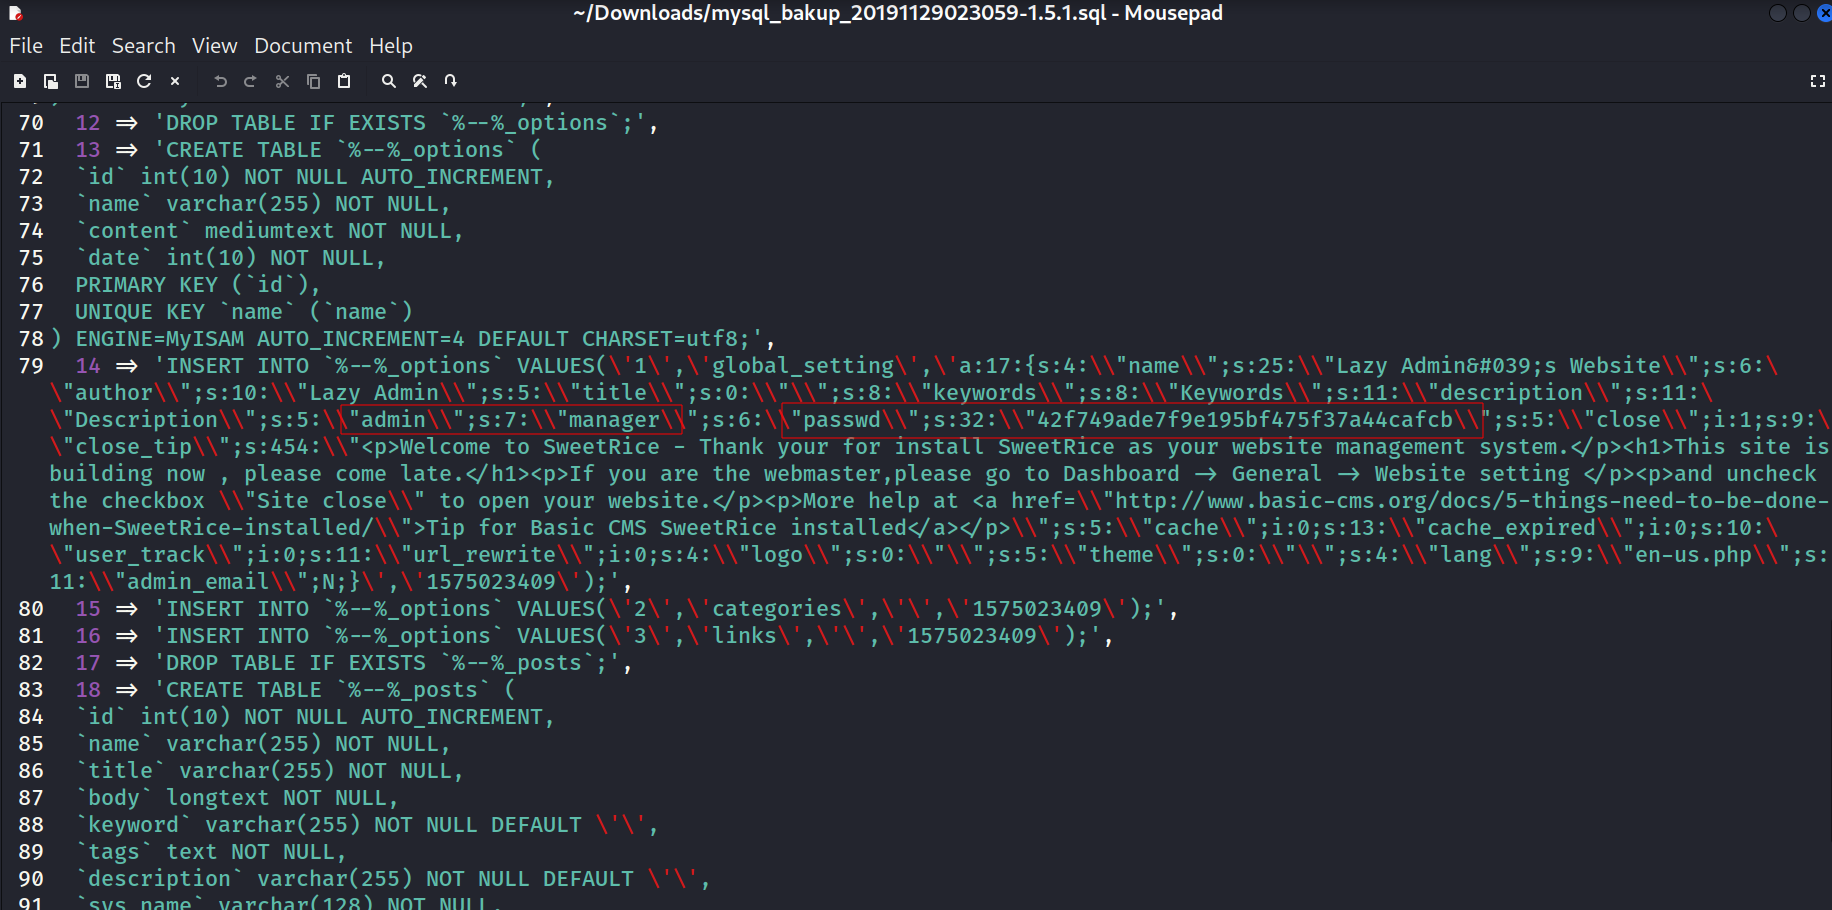 ~/Downloads/mysql_bakup_20191129023059-1.5.1.sql - Mousepad
File Edit Search View Document Help
70 12 => 'DROP TABLE IF EXISTS `%--%_options`;',
71 13 => 'CREATE TABLE `%--%_options` (
72 `id` int(10) NOT NULL AUTO_INCREMENT,
73 `name` varchar(255) NOT NULL,
74 `content` mediumtext NOT NULL,
75 `date` int(10) NOT NULL,
76 PRIMARY KEY (`id`),
77 UNIQUE KEY `name` (`name`)
78 ) ENGINE=MyISAM AUTO_INCREMENT=4 DEFAULT CHARSET=utf8;',
79 14 => 'INSERT INTO `%--%_options` VALUES(\'1\',\'global_setting\',\'a:17:{s:4:\\"name\\";s:25:\\"Lazy Admin&#039;s Website\\";s:6:\
\"author\\";s:10:\\"Lazy Admin\\";s:5:\\"title\\";s:0:\\"\\";s:8:\\"keywords\\";s:8:\\"Keywords\\";s:11:\\"description\\";s:11:\
\"Description\\";s:5:\\"admin\\";s:7:\\"manager\\";s:6:\\"passwd\\";s:32:\\"42f749ade7f9e195bf475f37a44cafcb\\";s:5:\\"close\\";i:1;s:9:\
\"close_tip\\";s:454:\\"<p>Welcome to SweetRice - Thank your for install SweetRice as your website management system.</p><h1>This site is
building now , please come late.</h1><p>If you are the webmaster,please go to Dashboard -> General -> Website setting </p><p>and uncheck
the checkbox \\"Site close\\" to open your website.</p><p>More help at <a href=\\"http://www.basic-cms.org/docs/5-things-need-to-be-done-
when-SweetRice-installed/\\">Tip for Basic CMS SweetRice installed</a></p>\\";s:5:\\"cache\\";i:0;s:13:\\"cache_expired\\";i:0;s:10:\
\"user_track\\";i:0;s:11:\\"url_rewrite\\";i:0;s:4:\\"logo\\";s:0:\\"\\";s:5:\\"theme\\";s:0:\\"\\";s:4:\\"lang\\";s:9:\\"en-us.php\\";s:
11:\\"admin_email\\";N;}\',\'1575023409\');',
80 15 => 'INSERT INTO `%--%_options` VALUES(\'2\',\'categories\',\'\',\'1575023409\');',
81 16 => 'INSERT INTO `%--%_options` VALUES(\'3\',\'links\',\'\',\'1575023409\');',
82 17 => 'DROP TABLE IF EXISTS `%--%_posts`;',
83 18 => 'CREATE TABLE `%--%_posts` (
84 `id` int(10) NOT NULL AUTO_INCREMENT,
85 `name` varchar(255) NOT NULL,
86 `title` varchar(255) NOT NULL,
87 `body` longtext NOT NULL,
88 `keyword` varchar(255) NOT NULL DEFAULT \'\',
89 `tags` text NOT NULL,
90 `description` varchar(255) NOT NULL DEFAULT \'\',
91 `sys_name` varchar(128) NOT NULL,